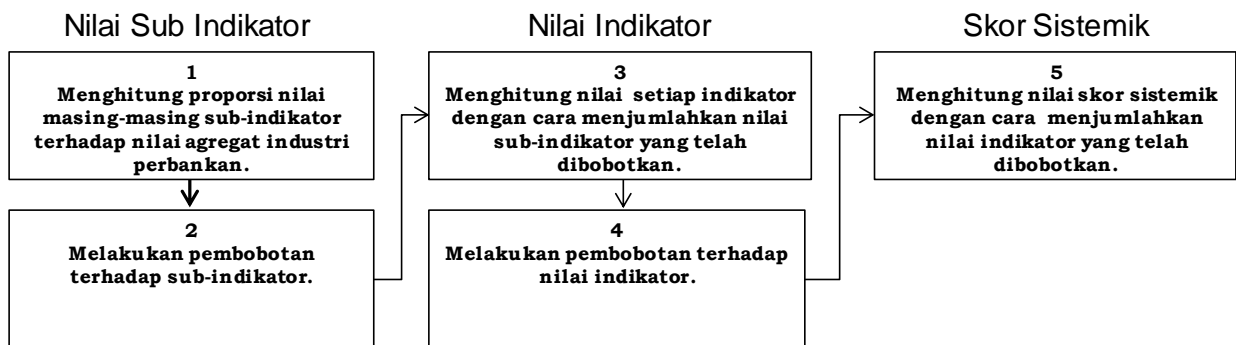 Nilai Sub Indikator
1
Menghitung proporsi nilai
masing-masing sub-indikator
terhadap nilai agregat industri
perbankan.
2
Melakukan pembobotan
terhadap sub-indikator.
Nilai Indikator
3
Menghitung nilai setiap indikator
dengan cara menjumlahkan nilai
sub-indikator yang telah
dibobotkan.
4
Melakukan pembobotan terhadap
nilai indikator.
Skor Sistemik
5
Menghitung nilai skor sistemik
dengan cara menjumlahkan
nilai indikator yang telah
dibobotkan.